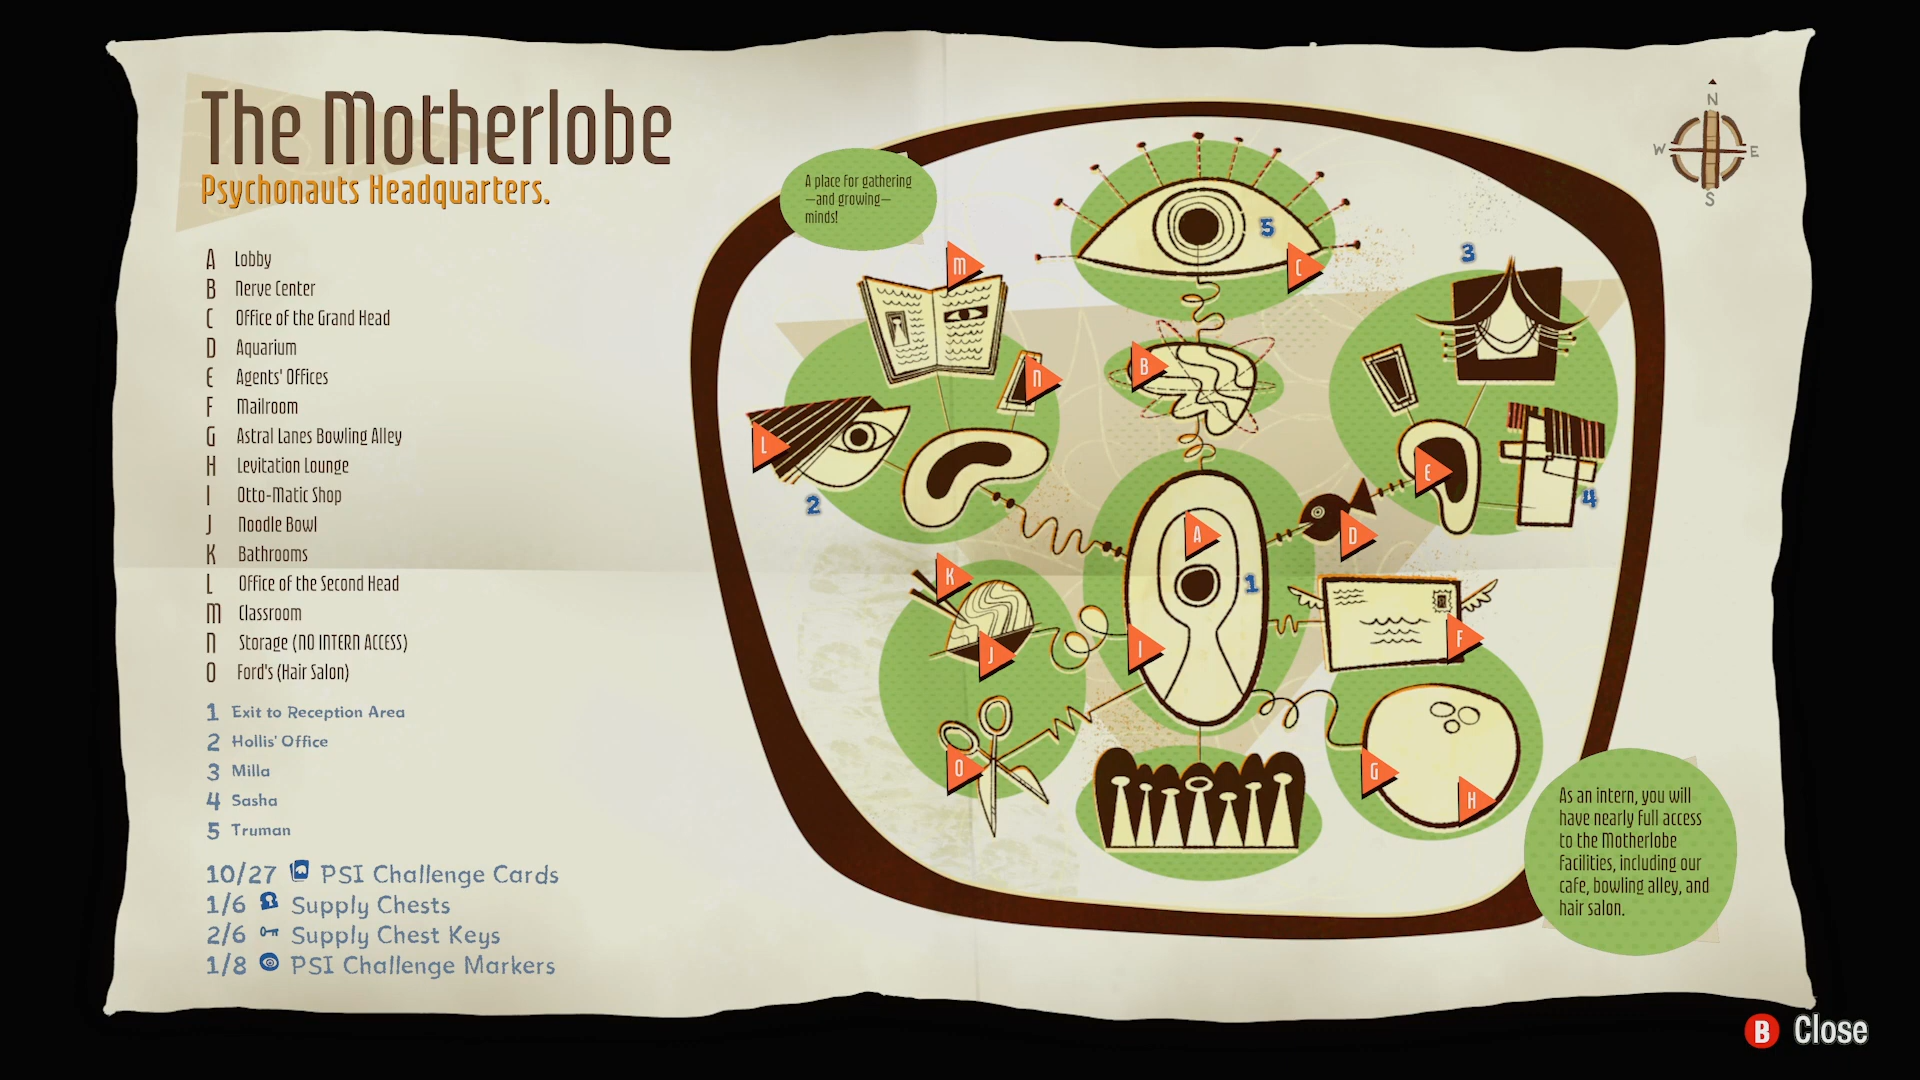 The Motherlobe
Psychonauts Headquarters.
A Lobby
B Nerve Center
C Office of the Grand Head
D Aquarium
E Agents' Offices
F Mailroom
G Astral Lanes Bowling Alley
H Levitation Lounge
I Otto-Matic Shop
J Noodle Bowl
K Bathrooms
L Office of the Second Head
M Classroom
N Storage (NO INTERN ACCESS)
O Ford's (Hair Salon)
1 Exit to Reception Area
2 Hollis' Office
3 Milla
4 Sasha
5 Truman
10/27 PSI Challenge Cards
1/6 Supply Chests
2/6 Supply Chest Keys
1/8 PSI Challenge Markers
A place for gathering
—and growing—
minds!
N
W E
S
5
C
3
M
B
N
L
2
E
4
A
D
K
1
I
F
J
O
G
H
As an intern, you will
have nearly full access
to the Motherlobe
facilities, including our
cafe, bowling alley, and
hair salon.
B Close